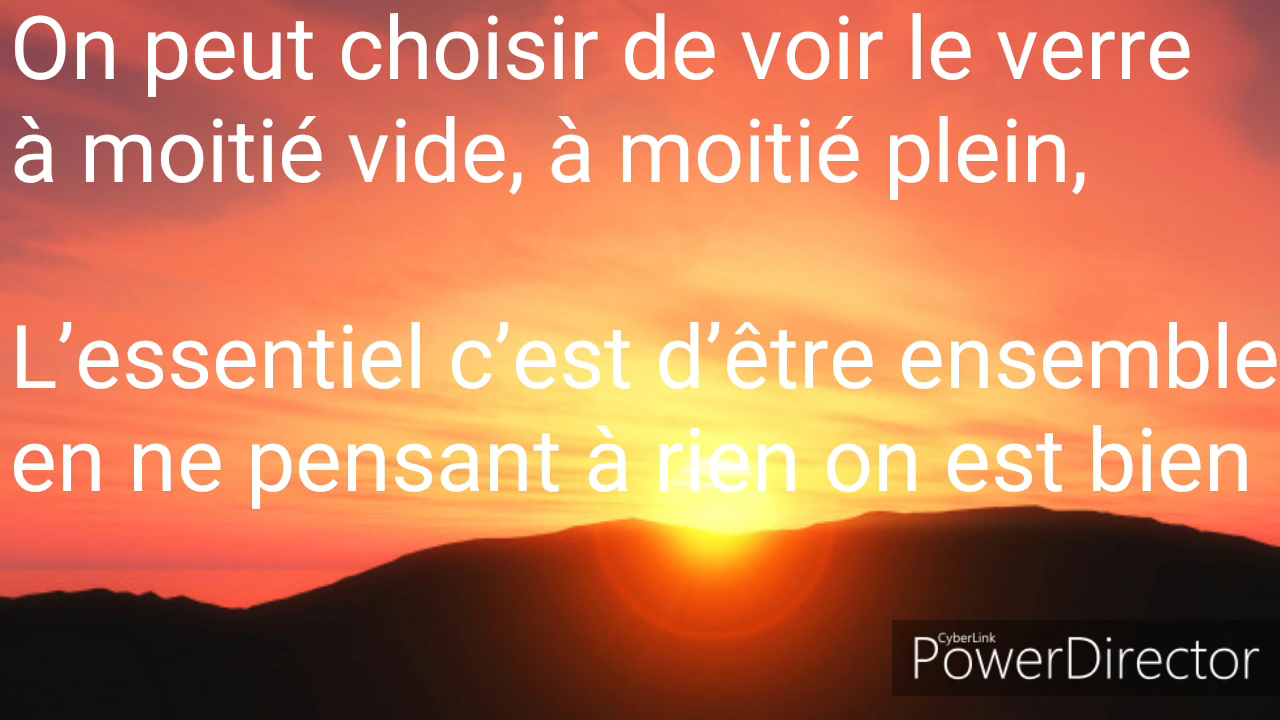 On peut choisir de voir le verre
à moitié vide, à moitié plein,
L’essentiel c’est d’être ensemble
en ne pensant à rien on est bien
CyberLink
PowerDirector